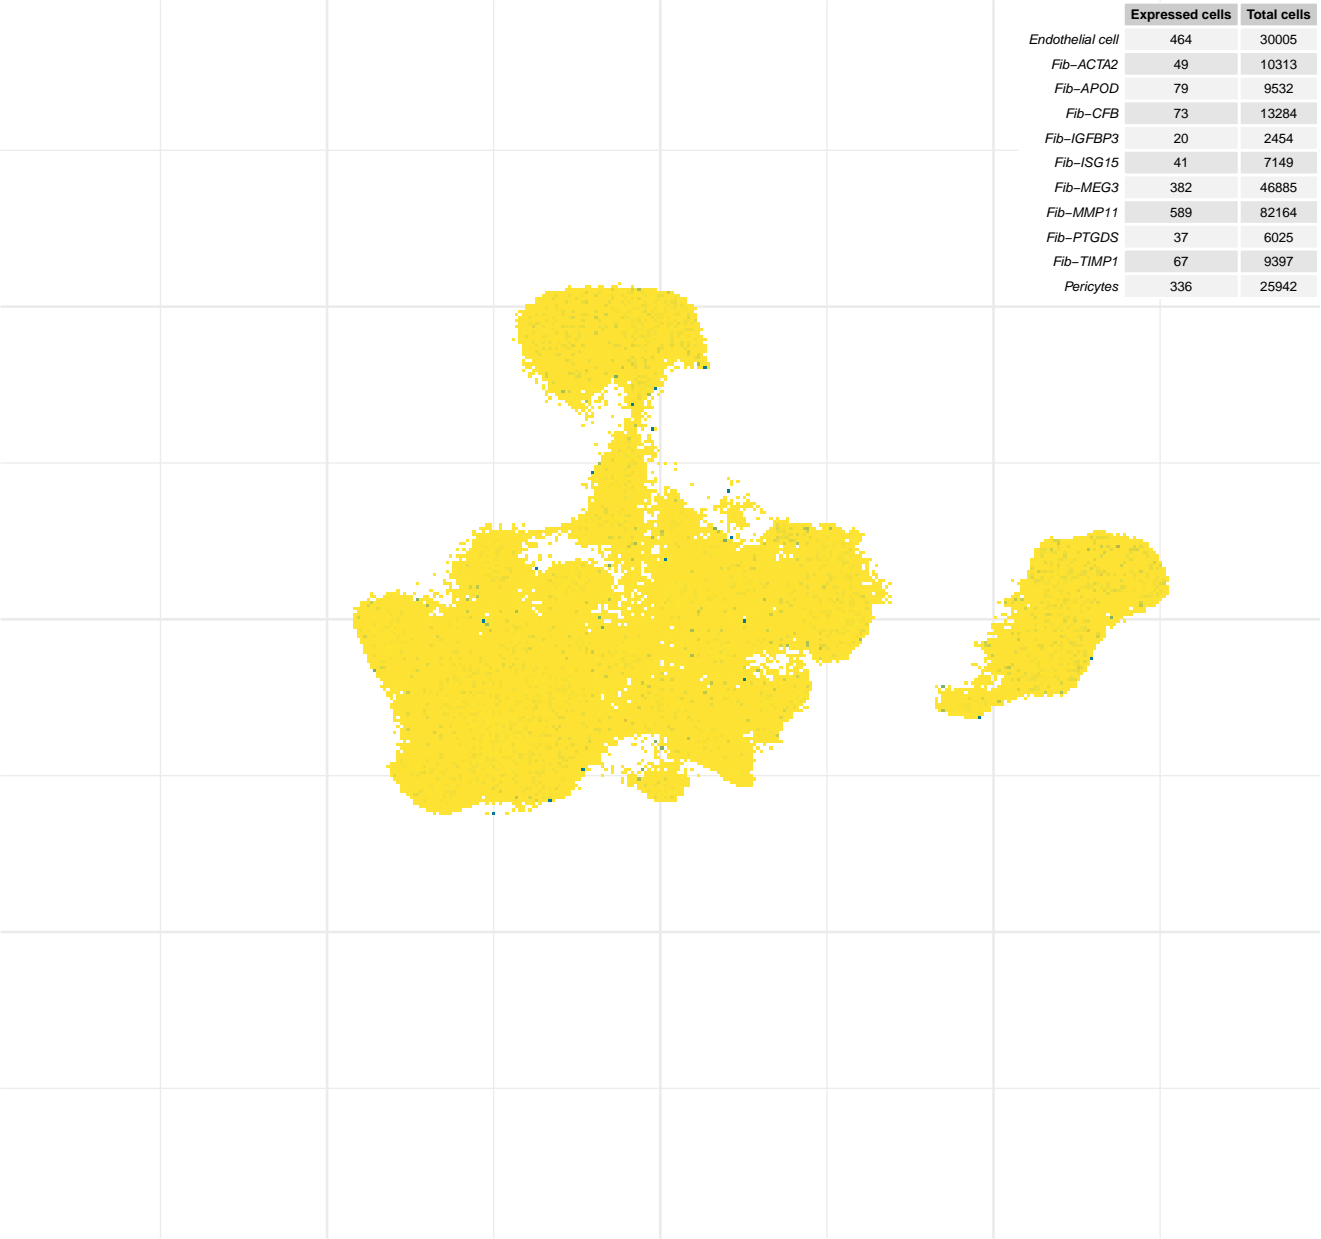 Expressed cells Total cells
Endothelial cell 464 30005
Fib−ACTA2 49 10313
Fib−APOD 79 9532
Fib−CFB 73 13284
Fib−IGFBP3 20 2454
Fib−ISG15 41 7149
Fib−MEG3 382 46885
Fib−MMP11 589 82164
Fib−PTGDS 37 6025
Fib−TIMP1 67 9397
Pericytes 336 25942